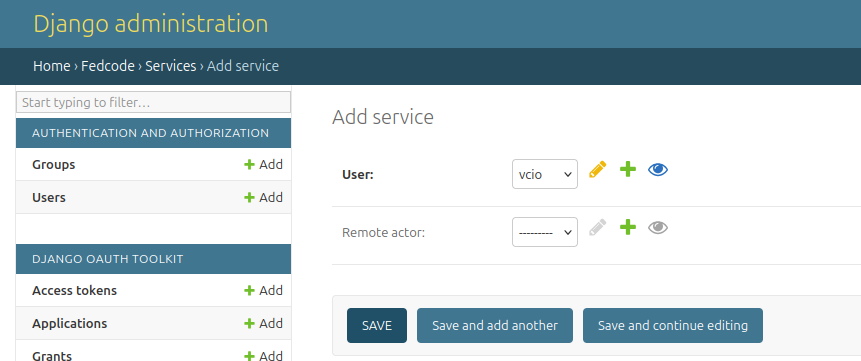 Django administration
Home › Fedcode › Services › Add service
Start typing to filter…
AUTHENTICATION AND AUTHORIZATION
Groups Add
Users Add
DJANGO OAUTH TOOLKIT
Access tokens Add
Applications Add
Grants Add
Add service
User: vcio
Remote actor: ---------
SAVE Save and add another Save and continue editing